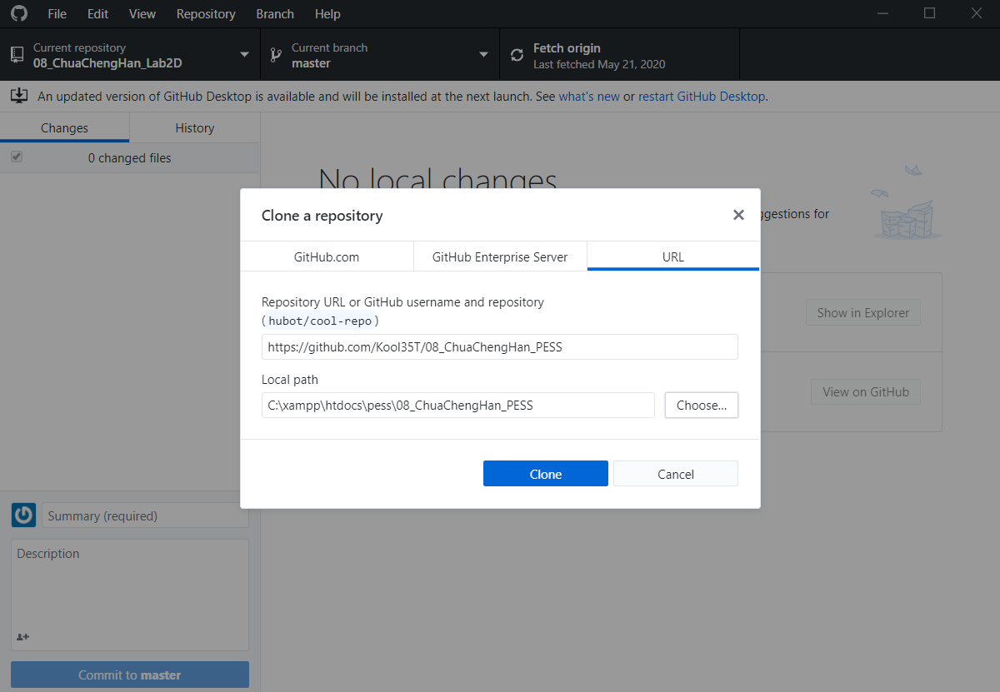 File Edit View Repository Branch Help
Current repository
08_ChuaChengHan_Lab2D
Current branch
master
Fetch origin
Last fetched May 21, 2020
An updated version of GitHub Desktop is available and will be installed at the next launch. See what's new or restart GitHub Desktop.
Changes History
0 changed files
No local changes
ggestions for
Clone a repository
GitHub.com GitHub Enterprise Server URL
Repository URL or GitHub username and repository
(hubot/cool-repo)
https://github.com/Kool35T/08_ChuaChengHan_PESS
Local path
C:\xampp\htdocs\pess\08_ChuaChengHan_PESS
Choose...
Clone Cancel
Show in Explorer
View on GitHub
Summary (required)
Description
Commit to master